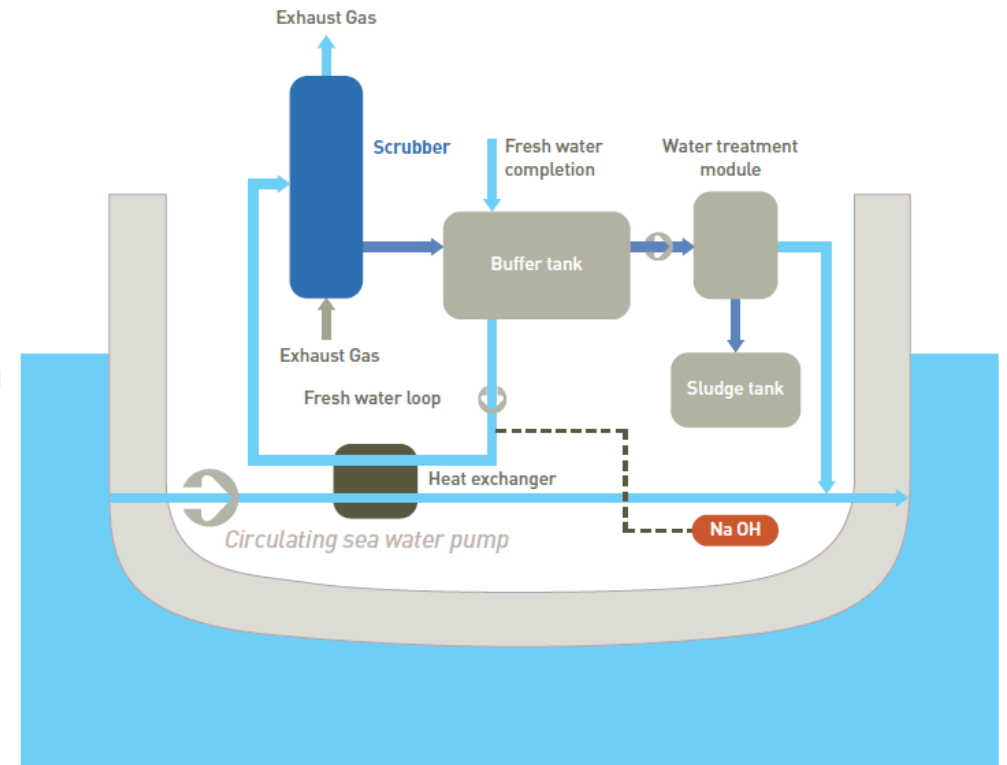 Exhaust Gas
Scrubber
Fresh water
completion
Water treatment
module
Buffer tank
Exhaust Gas
Fresh water loop
Sludge tank
Heat exchanger
Na OH
Circulating sea water pump